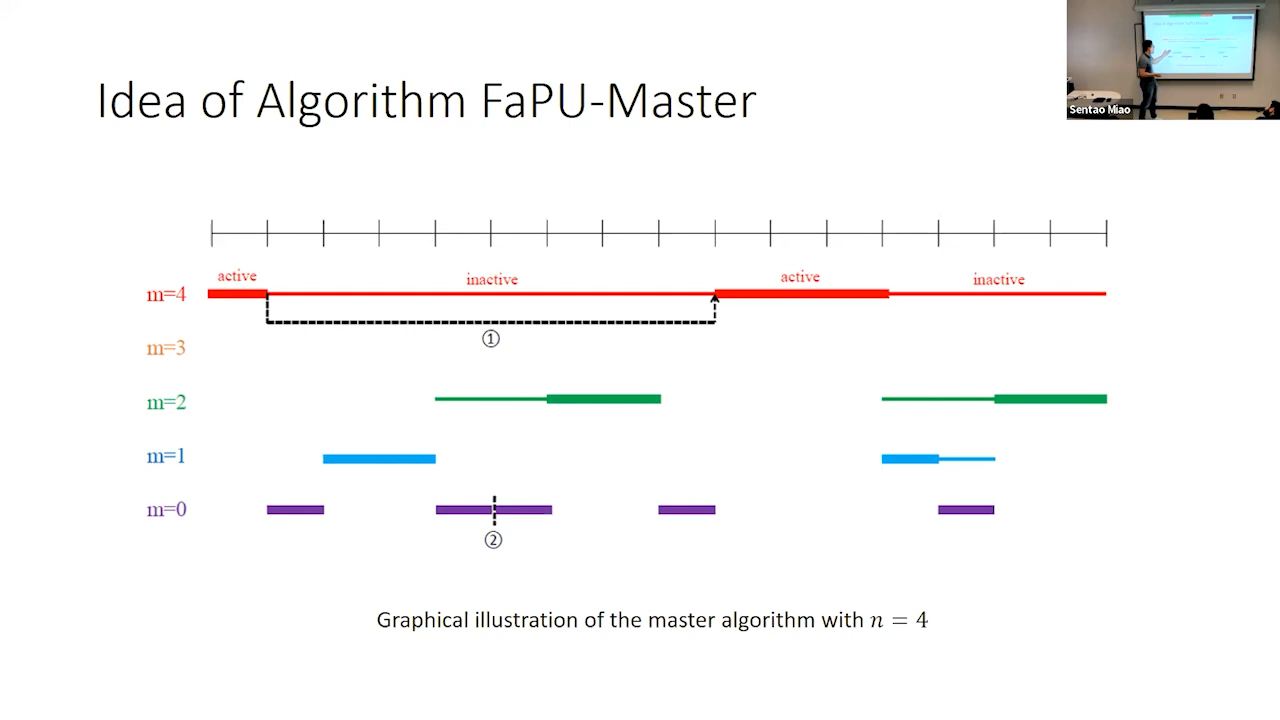 Idea of Algorithm FaPU-Master
Sentao Miao
active
inactive
active
inactive
m=4
①
m=3
m=2
m=1
m=0
②
Graphical illustration of the master algorithm with n = 4